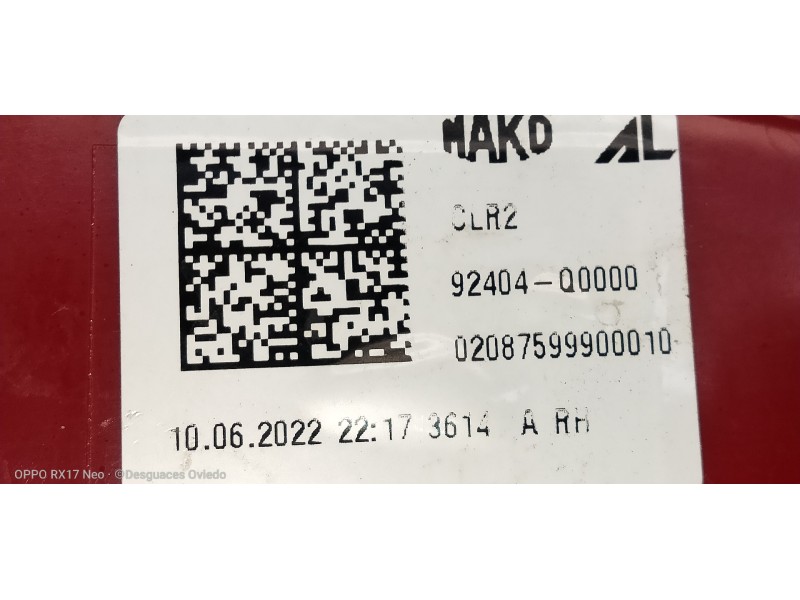 MAKO AL
CLR2
92404-Q0000
02087599900010
10.06.2022 22:17 3614 A RH
OPPO RX17 Neo · ©Desguaces Oviedo